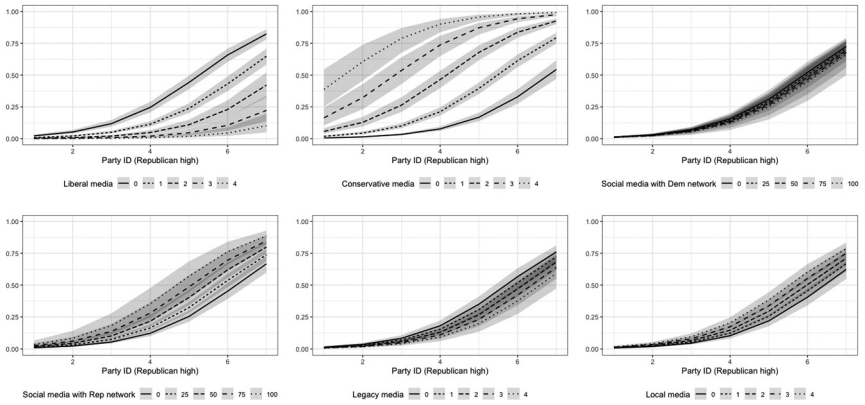 1.00
0.75
0.50
0.25
0.00
2 4 6
Party ID (Republican high)
Liberal media 0 1 2 3 4
1.00
0.75
0.50
0.25
0.00
2 4 6
Party ID (Republican high)
Conservative media 0 1 2 3 4
1.00
0.75
0.50
0.25
0.00
2 4 6
Party ID (Republican high)
Social media with Dem network 0 25 50 75 100
1.00
0.75
0.50
0.25
0.00
2 4 6
Party ID (Republican high)
Social media with Rep network 0 25 50 75 100
1.00
0.75
0.50
0.25
0.00
2 4 6
Party ID (Republican high)
Legacy media 0 1 2 3 4
1.00
0.75
0.50
0.25
0.00
2 4 6
Party ID (Republican high)
Local media 0 1 2 3 4